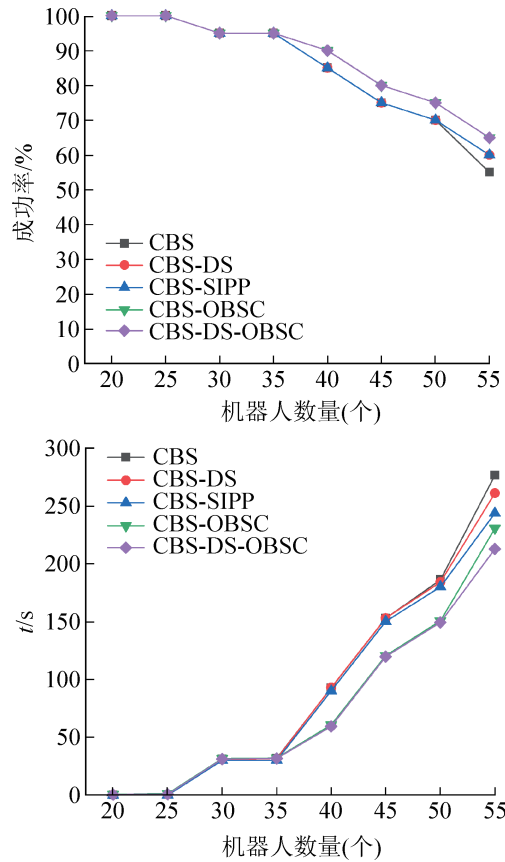 100
90
80
70
60
50
40
30
20
10
0
成功率/%
CBS
CBS-DS
CBS-SIPP
CBS-OBSC
CBS-DS-OBSC
20 25 30 35 40 45 50 55
机器人数量(个)
300
250
200
150
100
50
0
t/s
CBS
CBS-DS
CBS-SIPP
CBS-OBSC
CBS-DS-OBSC
20 25 30 35 40 45 50 55
机器人数量(个)